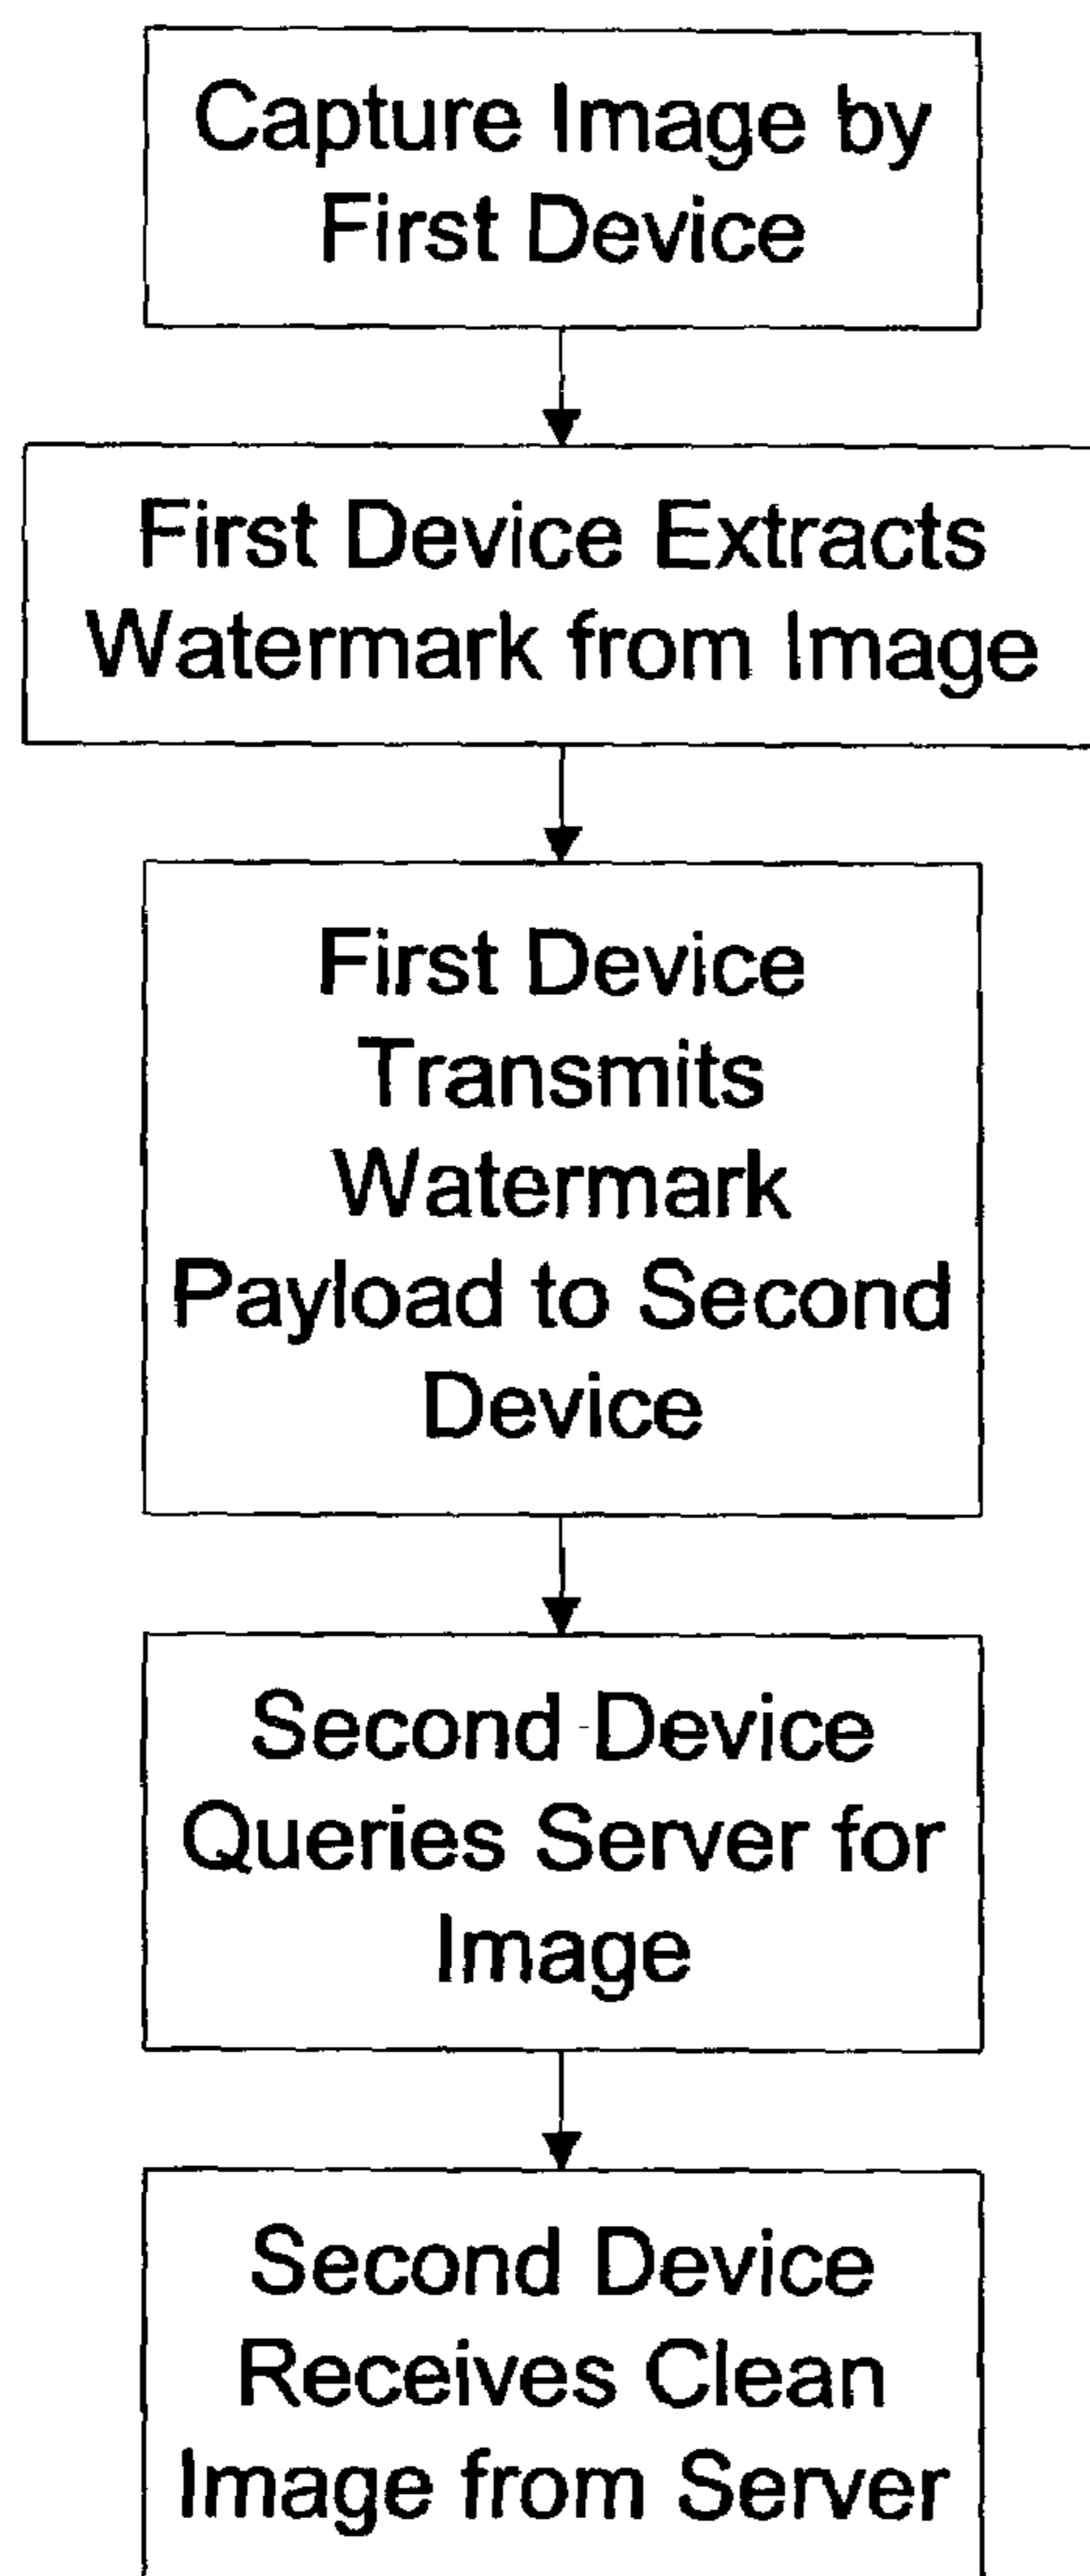 Capture Image by
First Device
First Device Extracts
Watermark from Image
First Device
Transmits
Watermark
Payload to Second
Device
Second Device
Queries Server for
Image
Second Device
Receives Clean
Image from Server